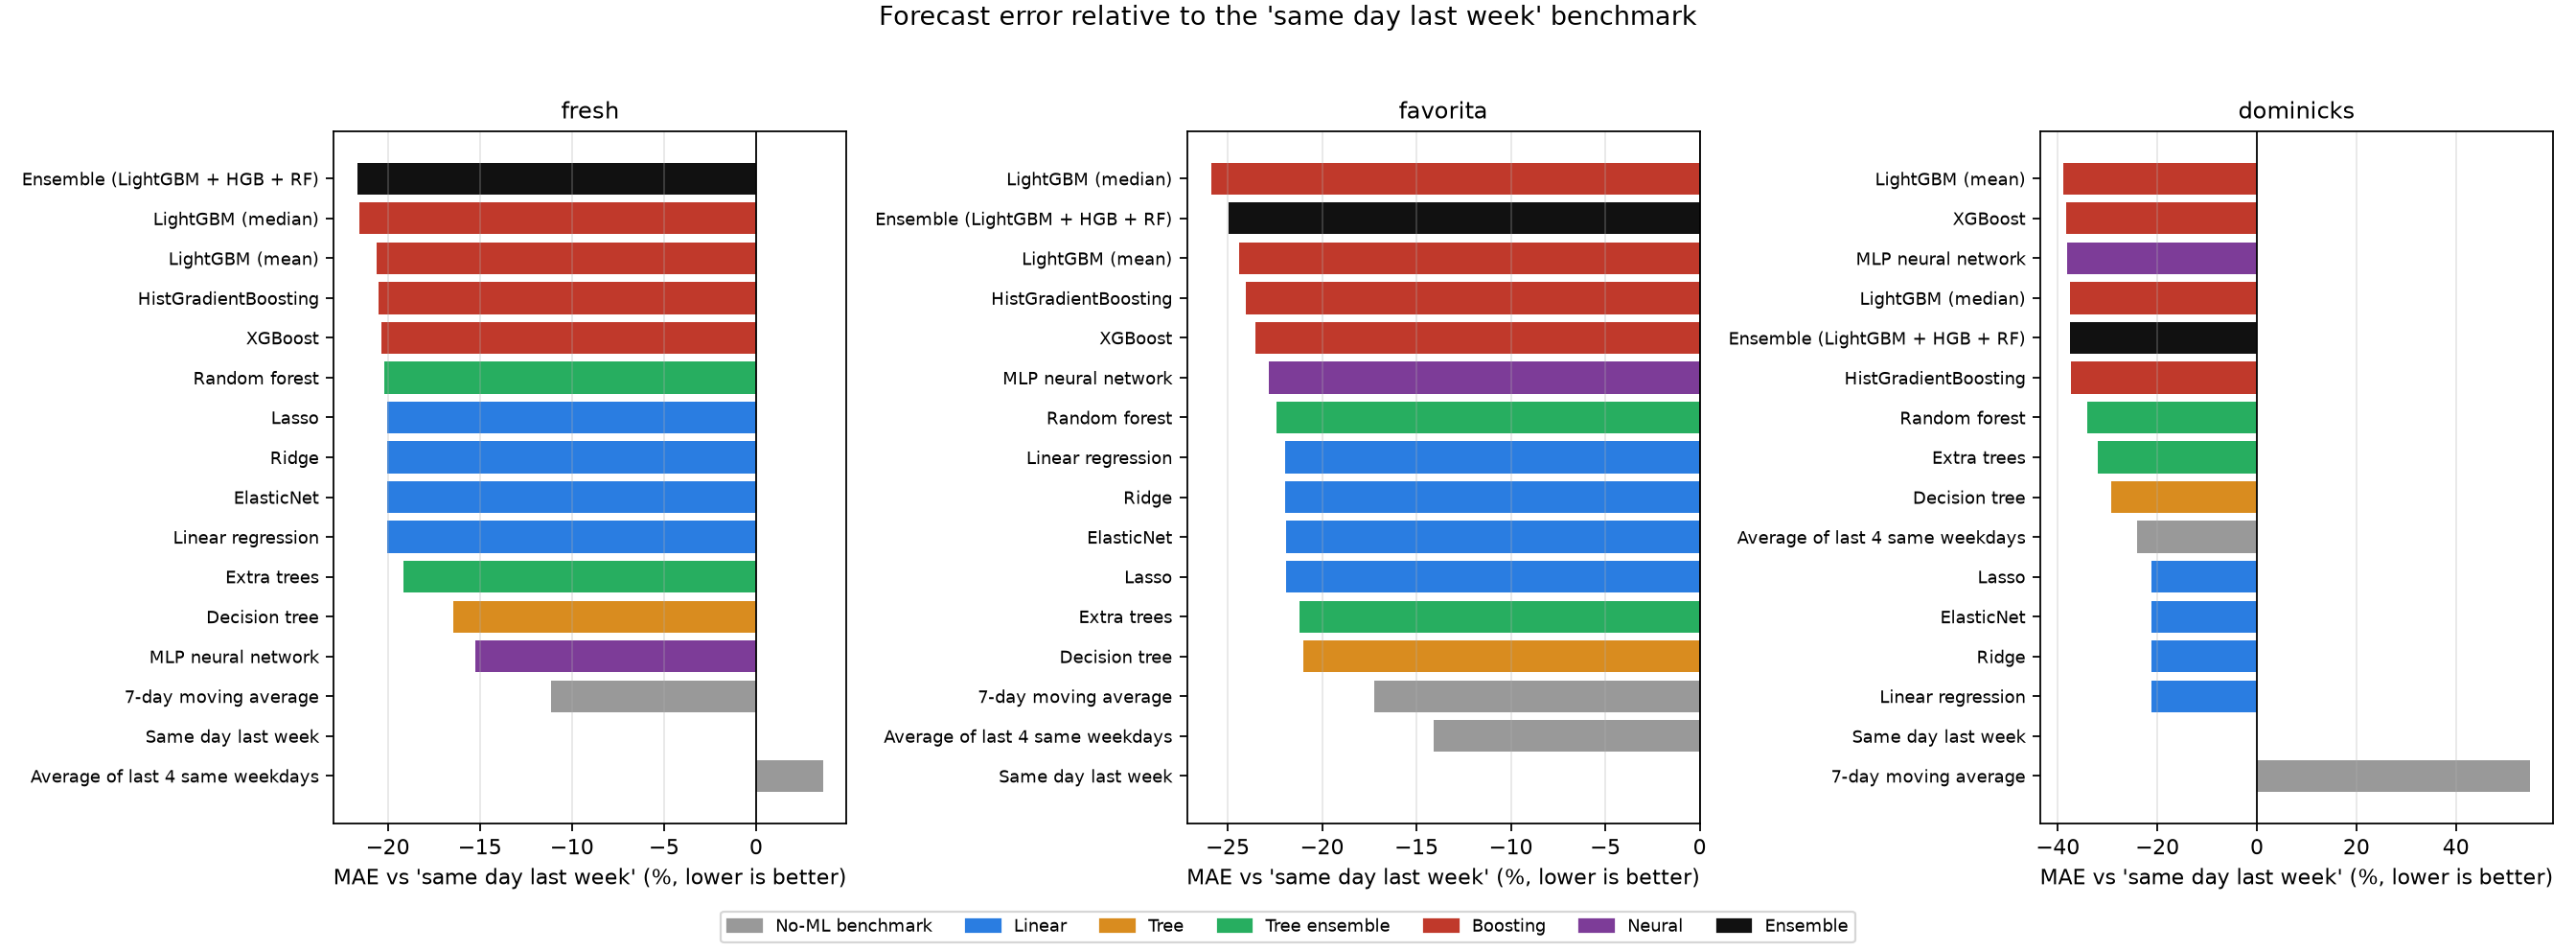 Forecast error relative to the 'same day last week' benchmark
fresh
Ensemble (LightGBM + HGB + RF)
LightGBM (median)
LightGBM (mean)
HistGradientBoosting
XGBoost
Random forest
Lasso
Ridge
ElasticNet
Linear regression
Extra trees
Decision tree
MLP neural network
7-day moving average
Same day last week
Average of last 4 same weekdays
−20 −15 −10 −5 0
MAE vs 'same day last week' (%, lower is better)
favorita
LightGBM (median)
Ensemble (LightGBM + HGB + RF)
LightGBM (mean)
HistGradientBoosting
XGBoost
MLP neural network
Random forest
Linear regression
Ridge
ElasticNet
Lasso
Extra trees
Decision tree
7-day moving average
Average of last 4 same weekdays
Same day last week
−25 −20 −15 −10 −5 0
MAE vs 'same day last week' (%, lower is better)
dominicks
LightGBM (mean)
XGBoost
MLP neural network
LightGBM (median)
Ensemble (LightGBM + HGB + RF)
HistGradientBoosting
Random forest
Extra trees
Decision tree
Average of last 4 same weekdays
Lasso
ElasticNet
Ridge
Linear regression
Same day last week
7-day moving average
−40 −20 0 20 40
MAE vs 'same day last week' (%, lower is better)
No-ML benchmark Linear Tree Tree ensemble Boosting Neural Ensemble